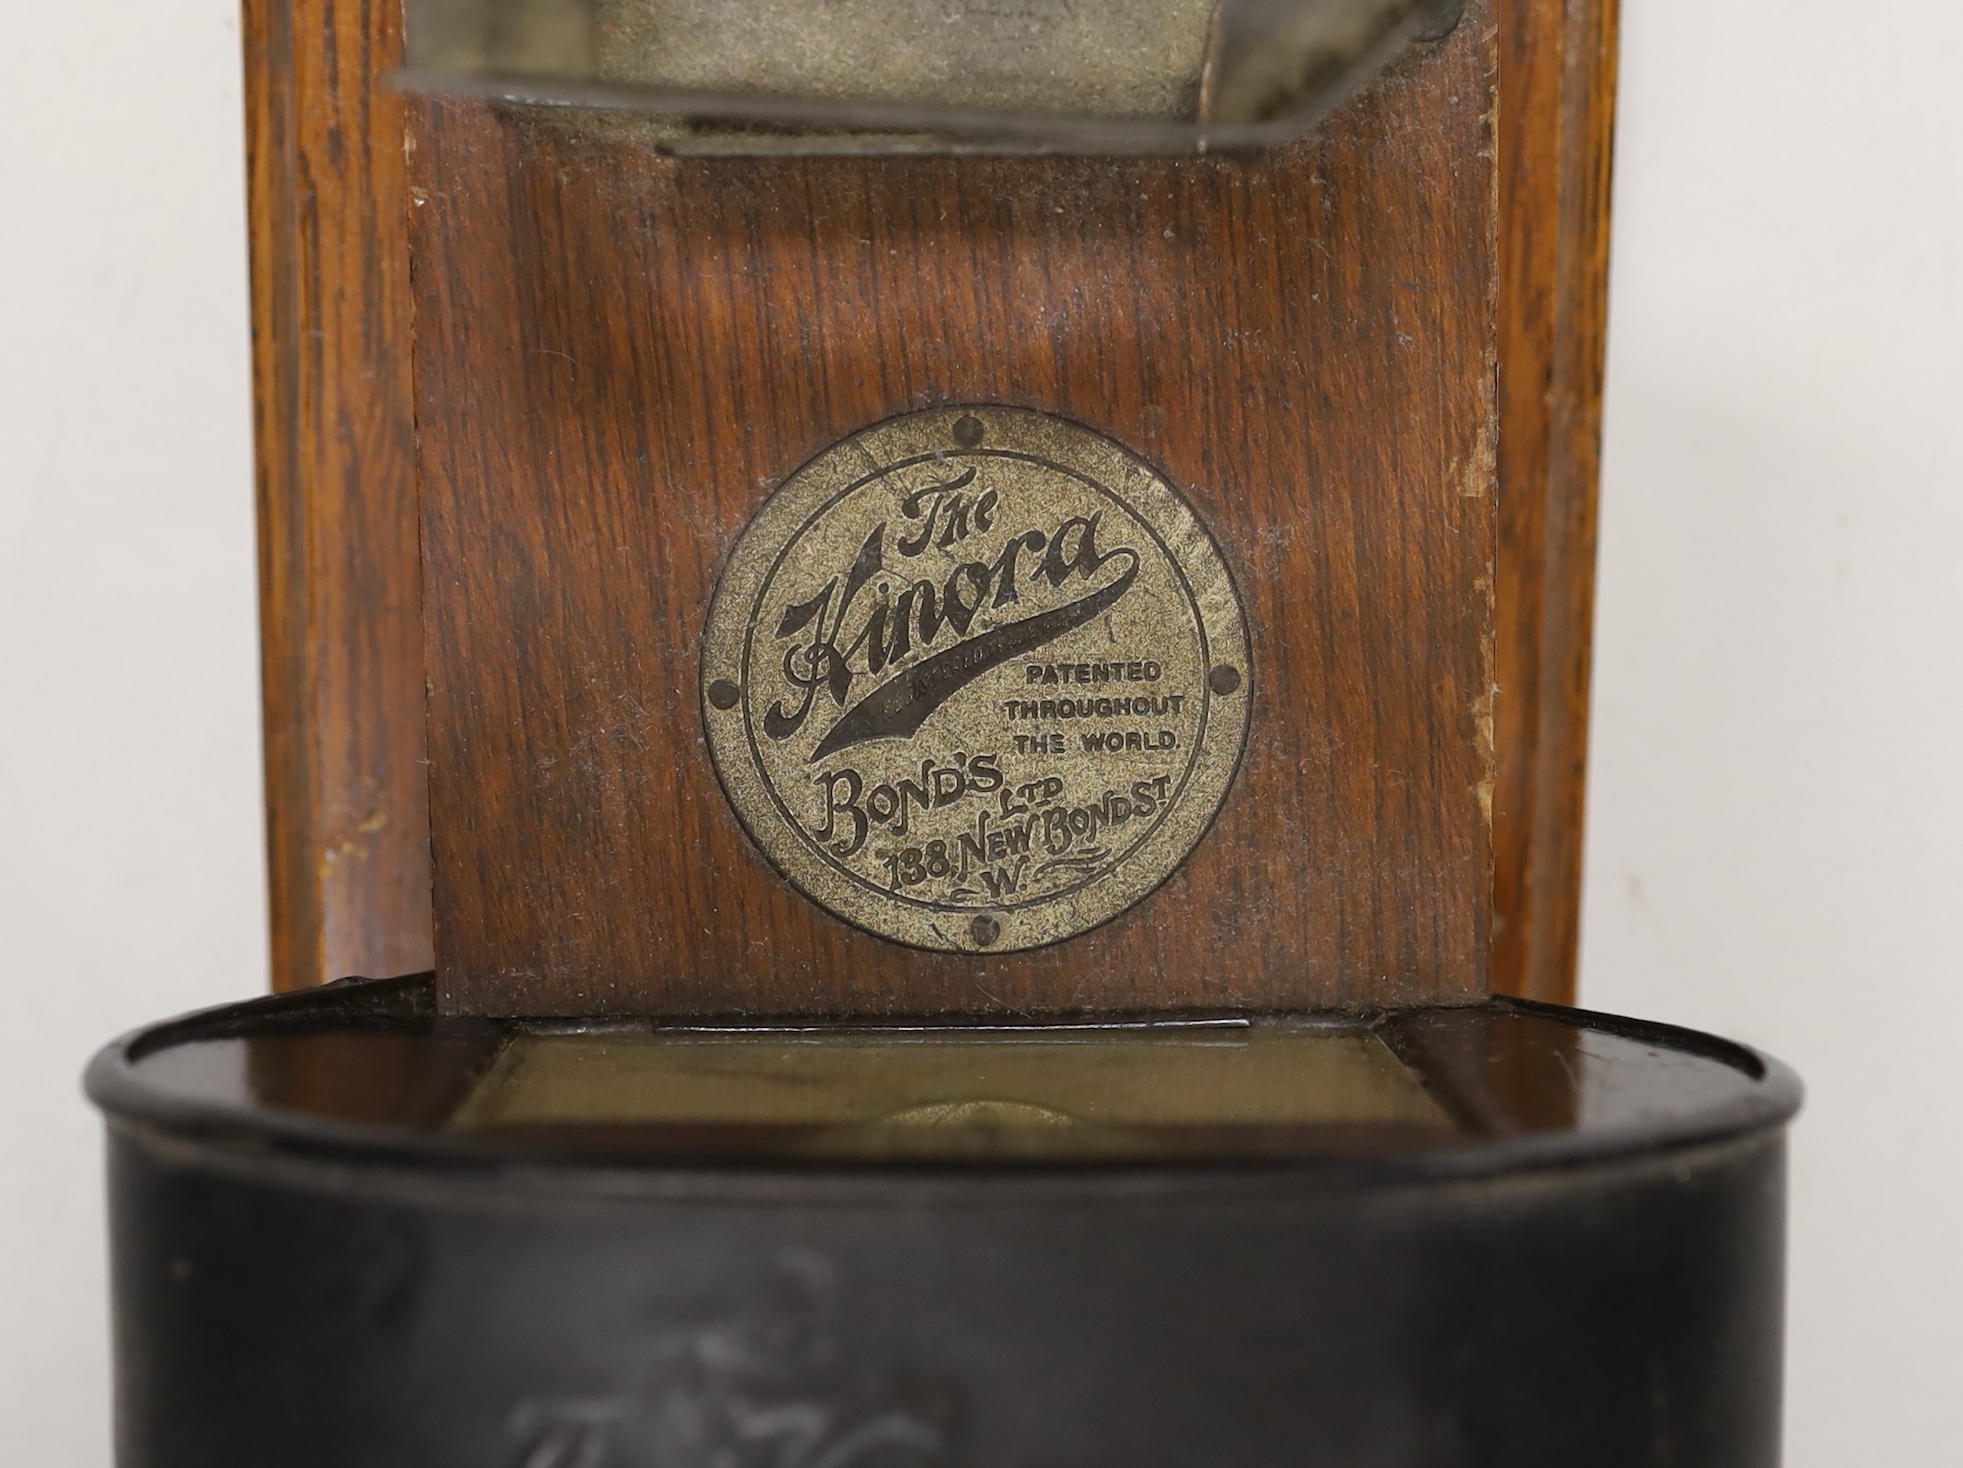 The
Kinora
PATENTED
THROUGHOUT
THE WORLD.
BOND'S
LTD
138, NEW BOND ST
W.